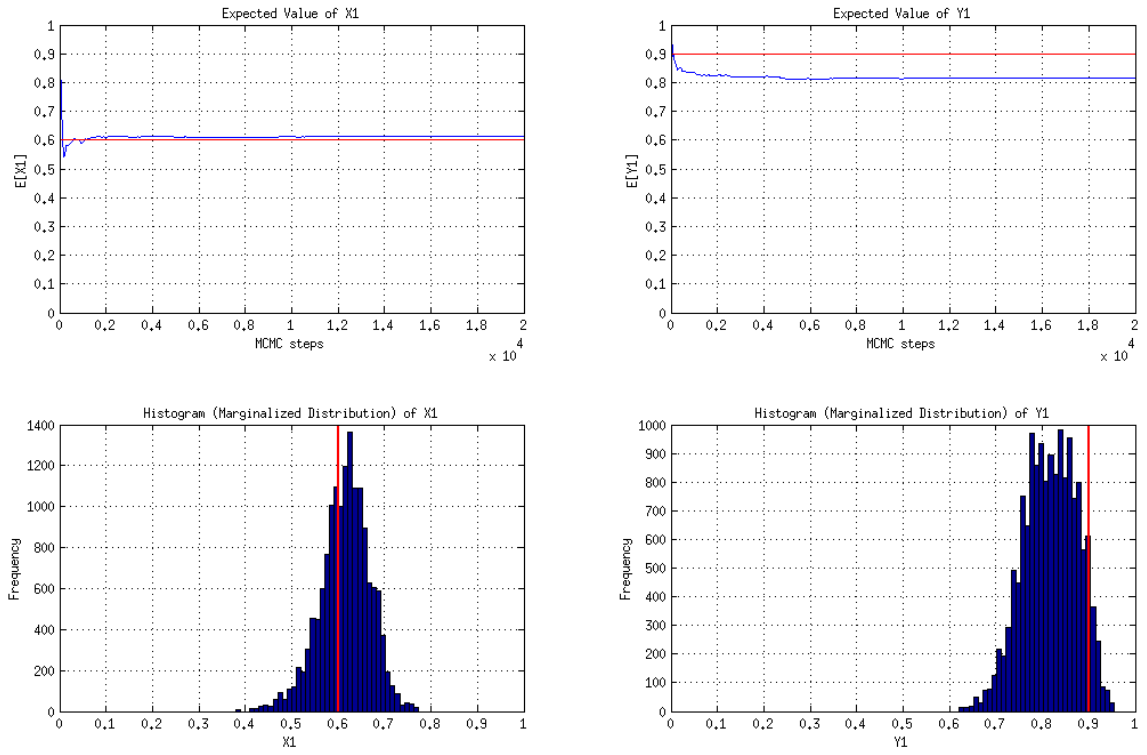 Expected Value of X1
1
0.9
0.8
0.7
0.6
0.5
0.4
0.3
0.2
0.1
0
E[X1]
0 0.2 0.4 0.6 0.8 1 1.2 1.4 1.6 1.8 2
MCMC steps
x 10 4
Expected Value of Y1
1
0.9
0.8
0.7
0.6
0.5
0.4
0.3
0.2
0.1
0
E[Y1]
0 0.2 0.4 0.6 0.8 1 1.2 1.4 1.6 1.8 2
MCMC steps
x 10 4
Histogram (Marginalized Distribution) of X1
1400
1200
1000
800
600
400
200
0
Frequency
0 0.1 0.2 0.3 0.4 0.5 0.6 0.7 0.8 0.9 1
X1
Histogram (Marginalized Distribution) of Y1
1000
900
800
700
600
500
400
300
200
100
0
Frequency
0 0.1 0.2 0.3 0.4 0.5 0.6 0.7 0.8 0.9 1
Y1